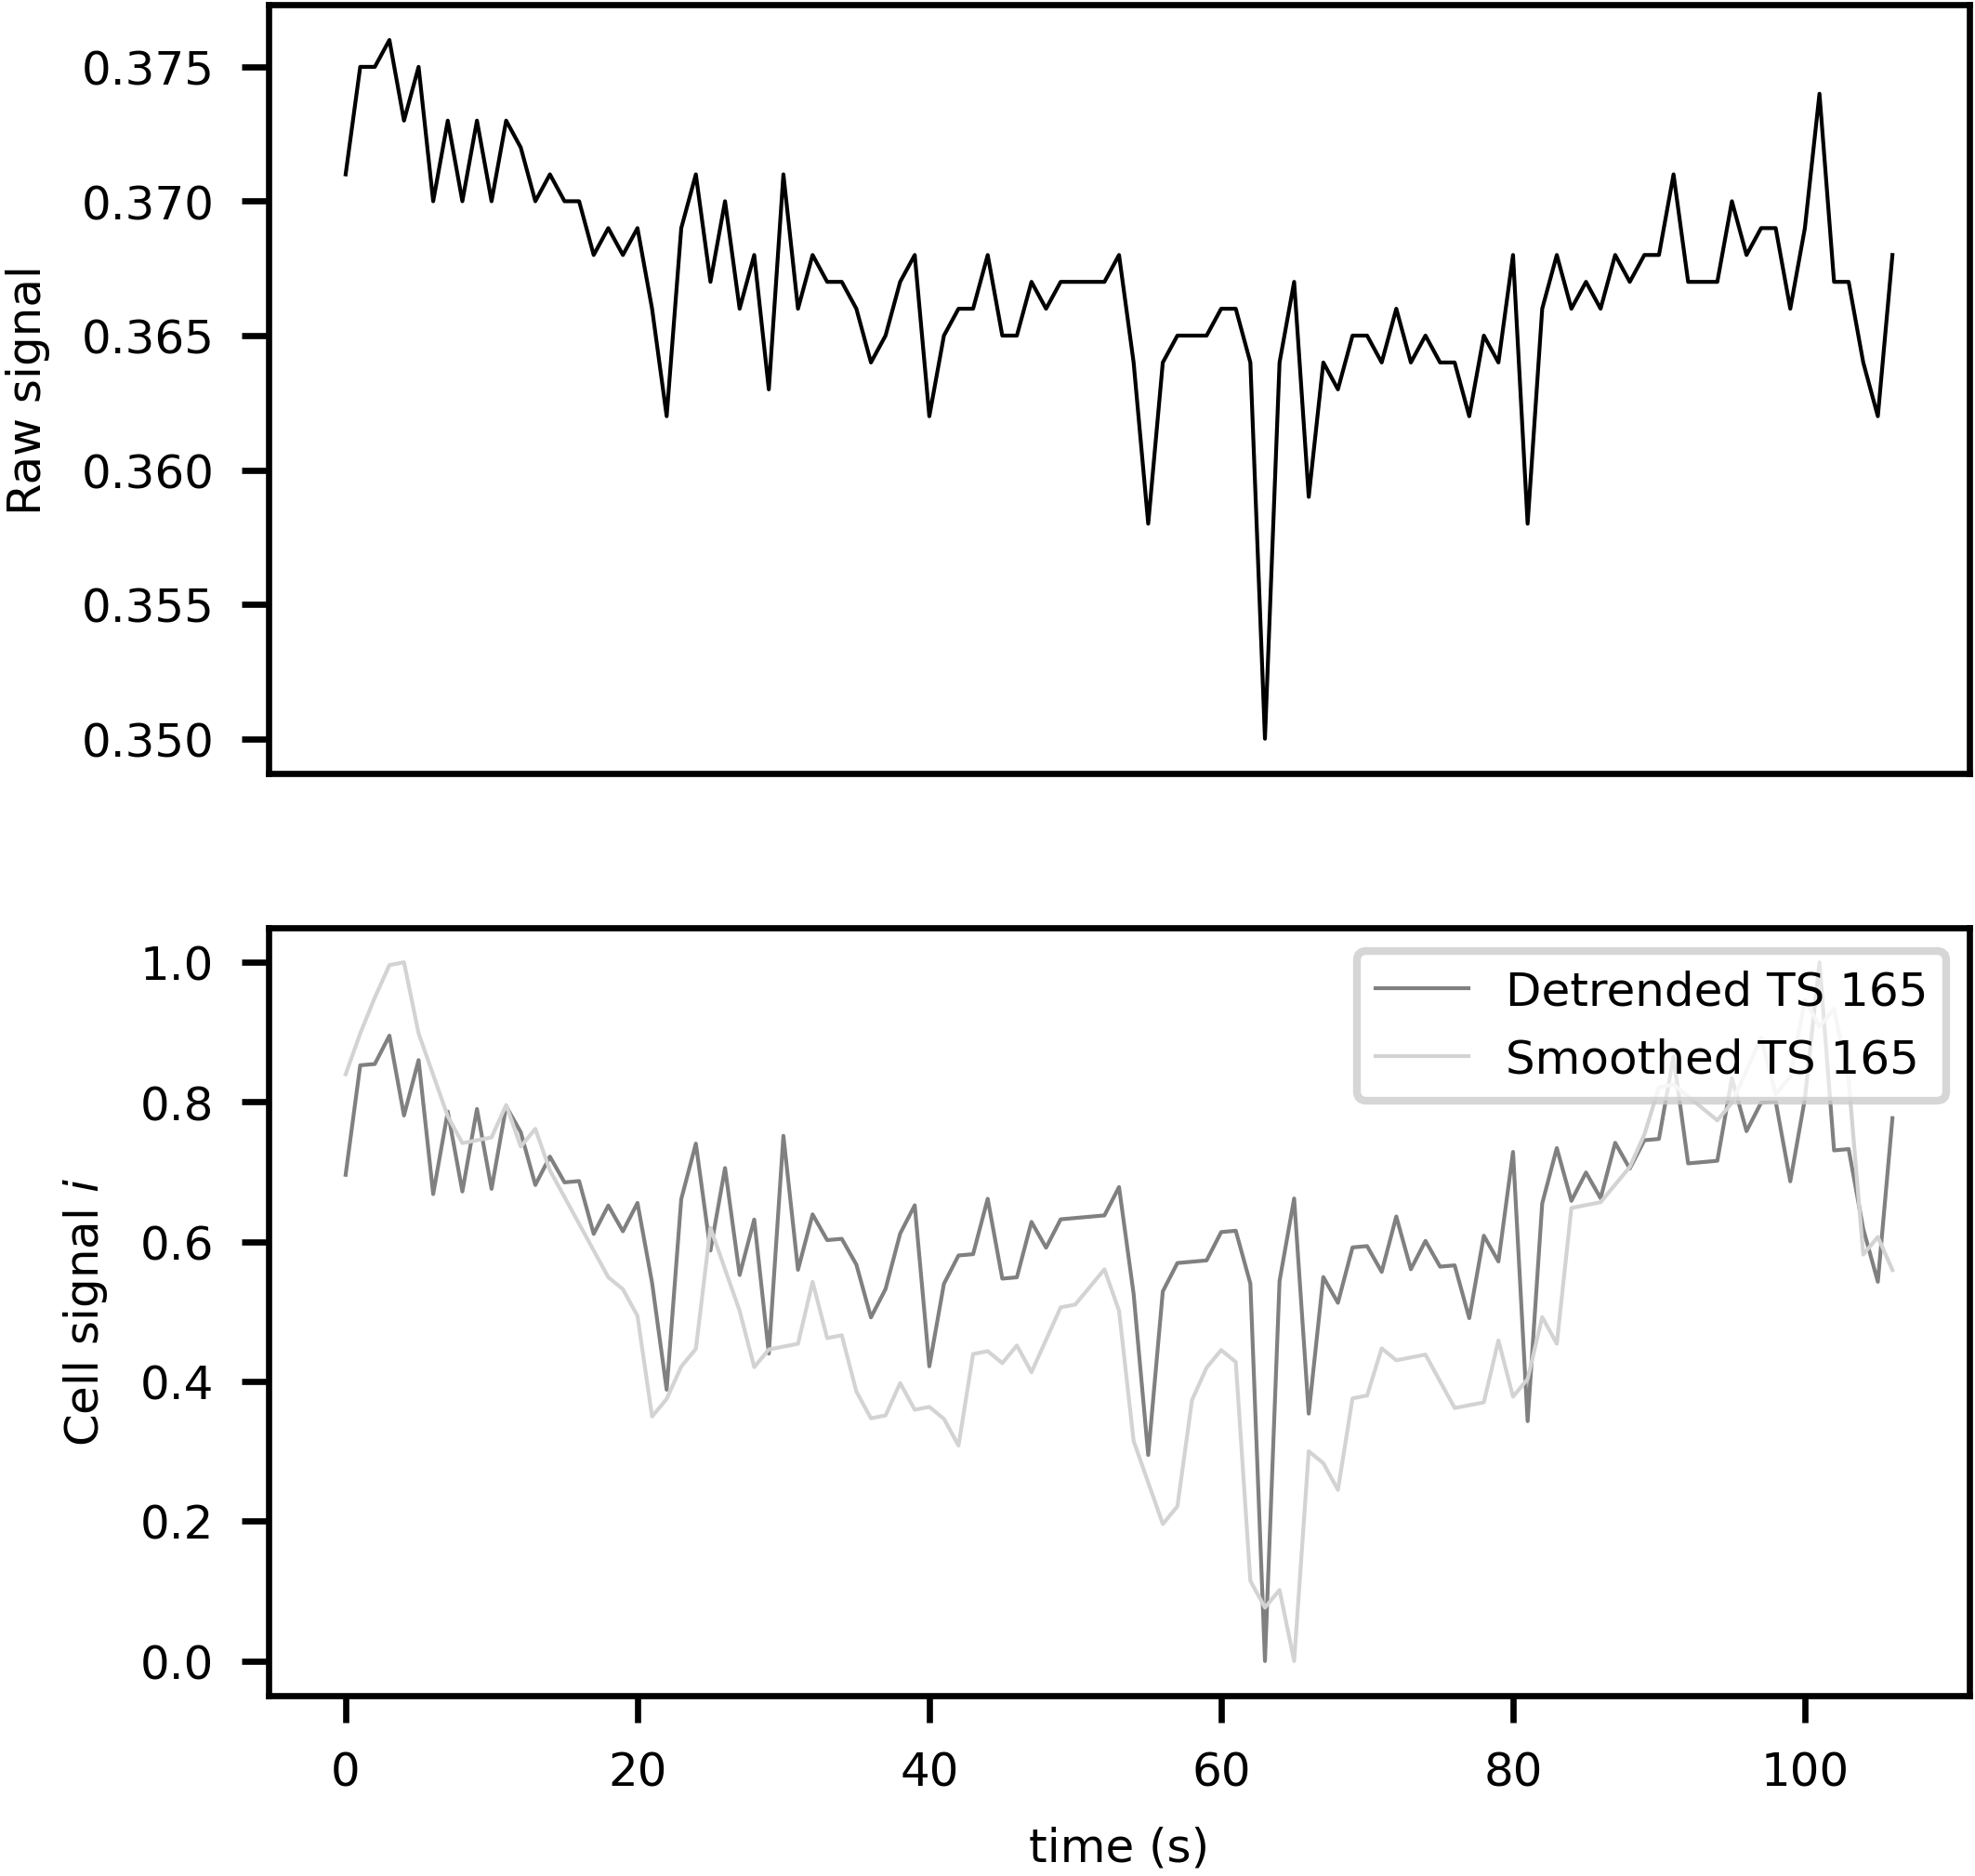 0.375
0.370
0.365
0.360
0.355
0.350
Raw signal
1.0
0.8
0.6
0.4
0.2
0.0
Cell signal i
Detrended TS 165
Smoothed TS 165
0 20 40 60 80 100
time (s)